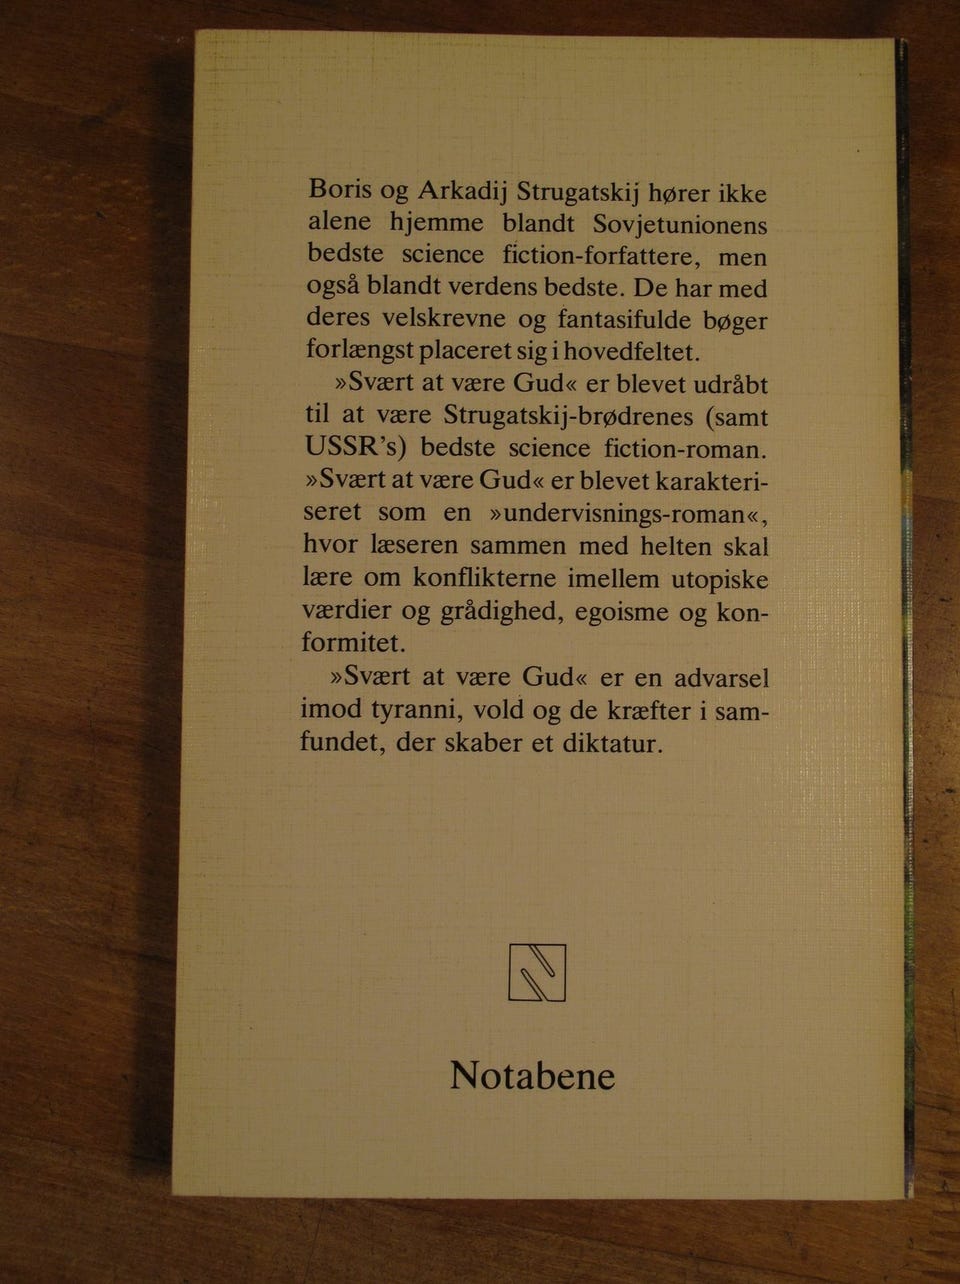 Boris og Arkadij Strugatskij hører ikke
alene hjemme blandt Sovjetunionens
bedste science fiction-forfattere, men
også blandt verdens bedste. De har med
deres velskrevne og fantasifulde bøger
forlængst placeret sig i hovedfeltet.
»Svært at være Gud« er blevet udråbt
til at være Strugatskij-brødrenes (samt
USSR's) bedste science fiction-roman.
»Svært at være Gud« er blevet karakteri-
seret som en »undervisnings-roman«,
hvor læseren sammen med helten skal
lære om konflikterne imellem utopiske
værdier og grådighed, egoisme og kon-
formitet.
»Svært at være Gud« er en advarsel
imod tyranni, vold og de kræfter i sam-
fundet, der skaber et diktatur.
Notabene